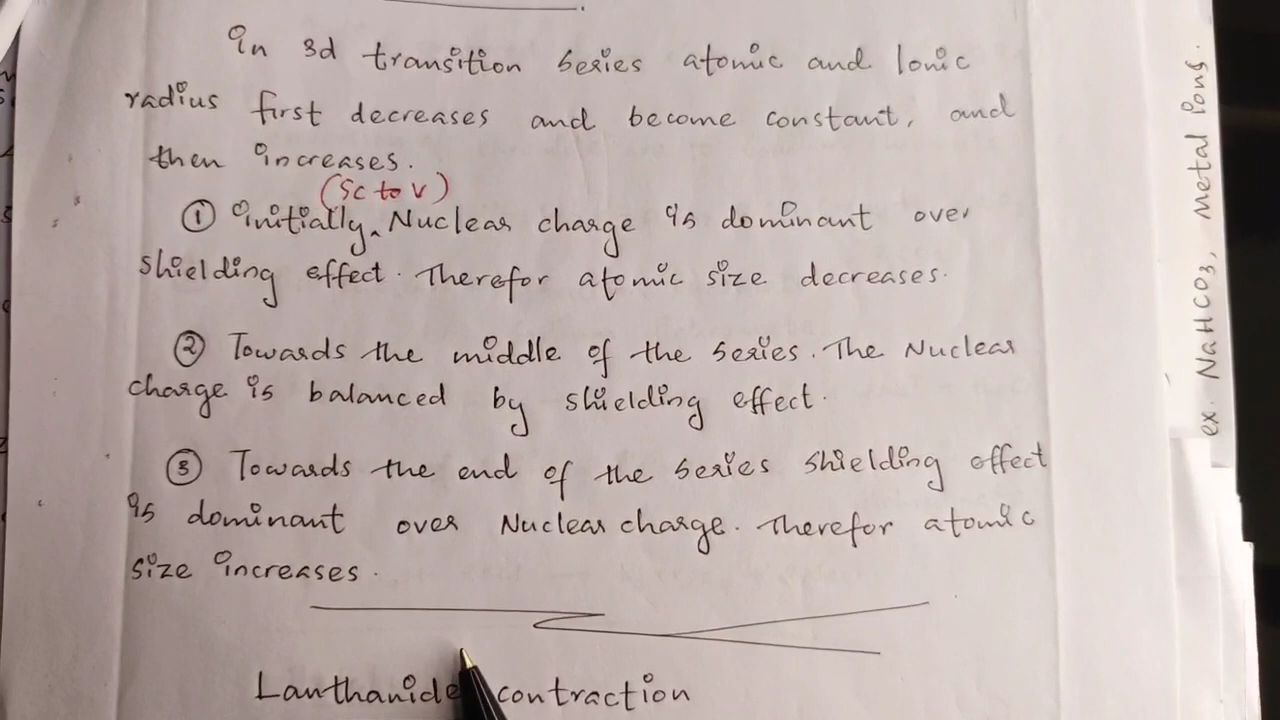 in 3d transition series atomic and Ionic
radius first decreases and become constant, and
then increases.
(Sc to V)
① initially ‸ Nuclear charge is dominant over
shielding effect. Therefor atomic size decreases.
② Towards the middle of the series. The Nuclear
charge is balanced by shielding effect.
③ Towards the end of the series shielding effect
is dominant over Nuclear charge. Therefor atomic
size increases.
Lanthanide contraction
ex. NaHCO3, metal ions.